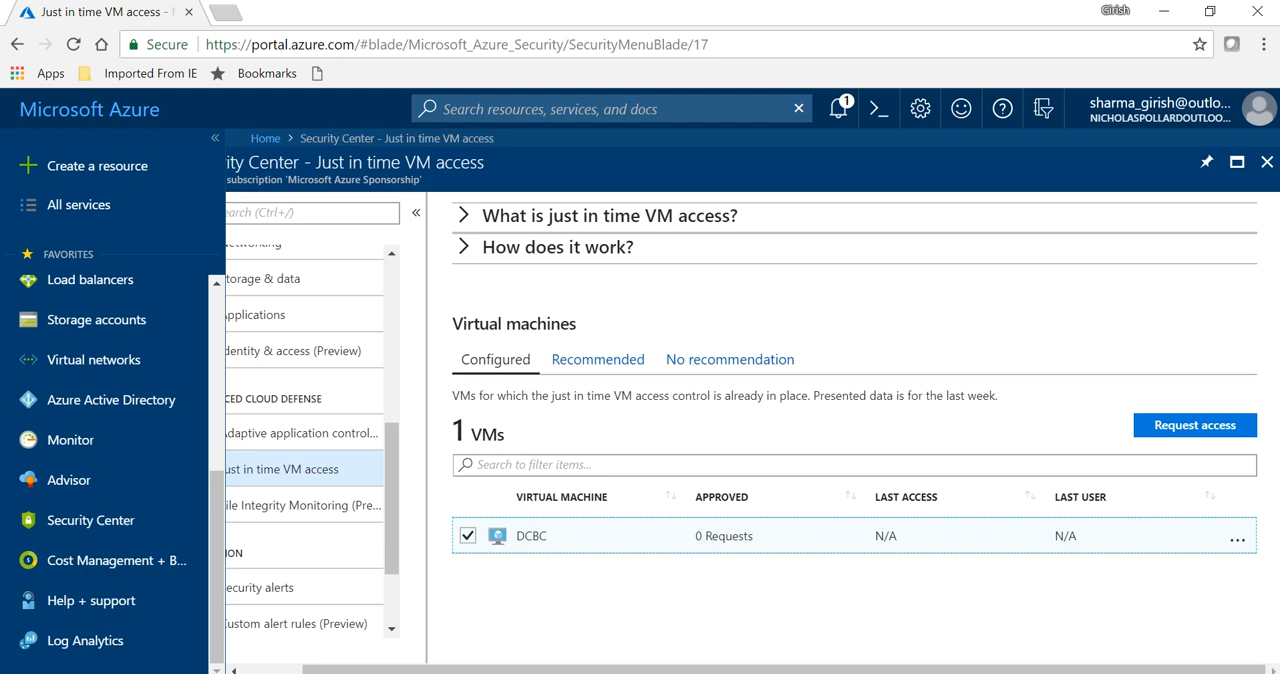 Just in time VM access -
Girish
Secure https://portal.azure.com/#blade/Microsoft_Azure_Security/SecurityMenuBlade/17
Apps Imported From IE Bookmarks
Microsoft Azure
Search resources, services, and docs
1
sharma_girish@outlo...
NICHOLASPOLLARDOUTLOO...
Home > Security Center - Just in time VM access
ity Center - Just in time VM access
subscription 'Microsoft Azure Sponsorship'
Create a resource
All services
FAVORITES
Load balancers
Storage accounts
Virtual networks
Azure Active Directory
Monitor
Advisor
Security Center
Cost Management + B...
Help + support
Log Analytics
earch (Ctrl+/)
etworking
torage & data
pplications
dentity & access (Preview)
CED CLOUD DEFENSE
Adaptive application control...
ust in time VM access
ile Integrity Monitoring (Pre...
ION
ecurity alerts
ustom alert rules (Preview)
What is just in time VM access?
How does it work?
Virtual machines
Configured Recommended No recommendation
VMs for which the just in time VM access control is already in place. Presented data is for the last week.
1 VMs
Request access
Search to filter items...
VIRTUAL MACHINE APPROVED LAST ACCESS LAST USER
DCBC 0 Requests N/A N/A ...